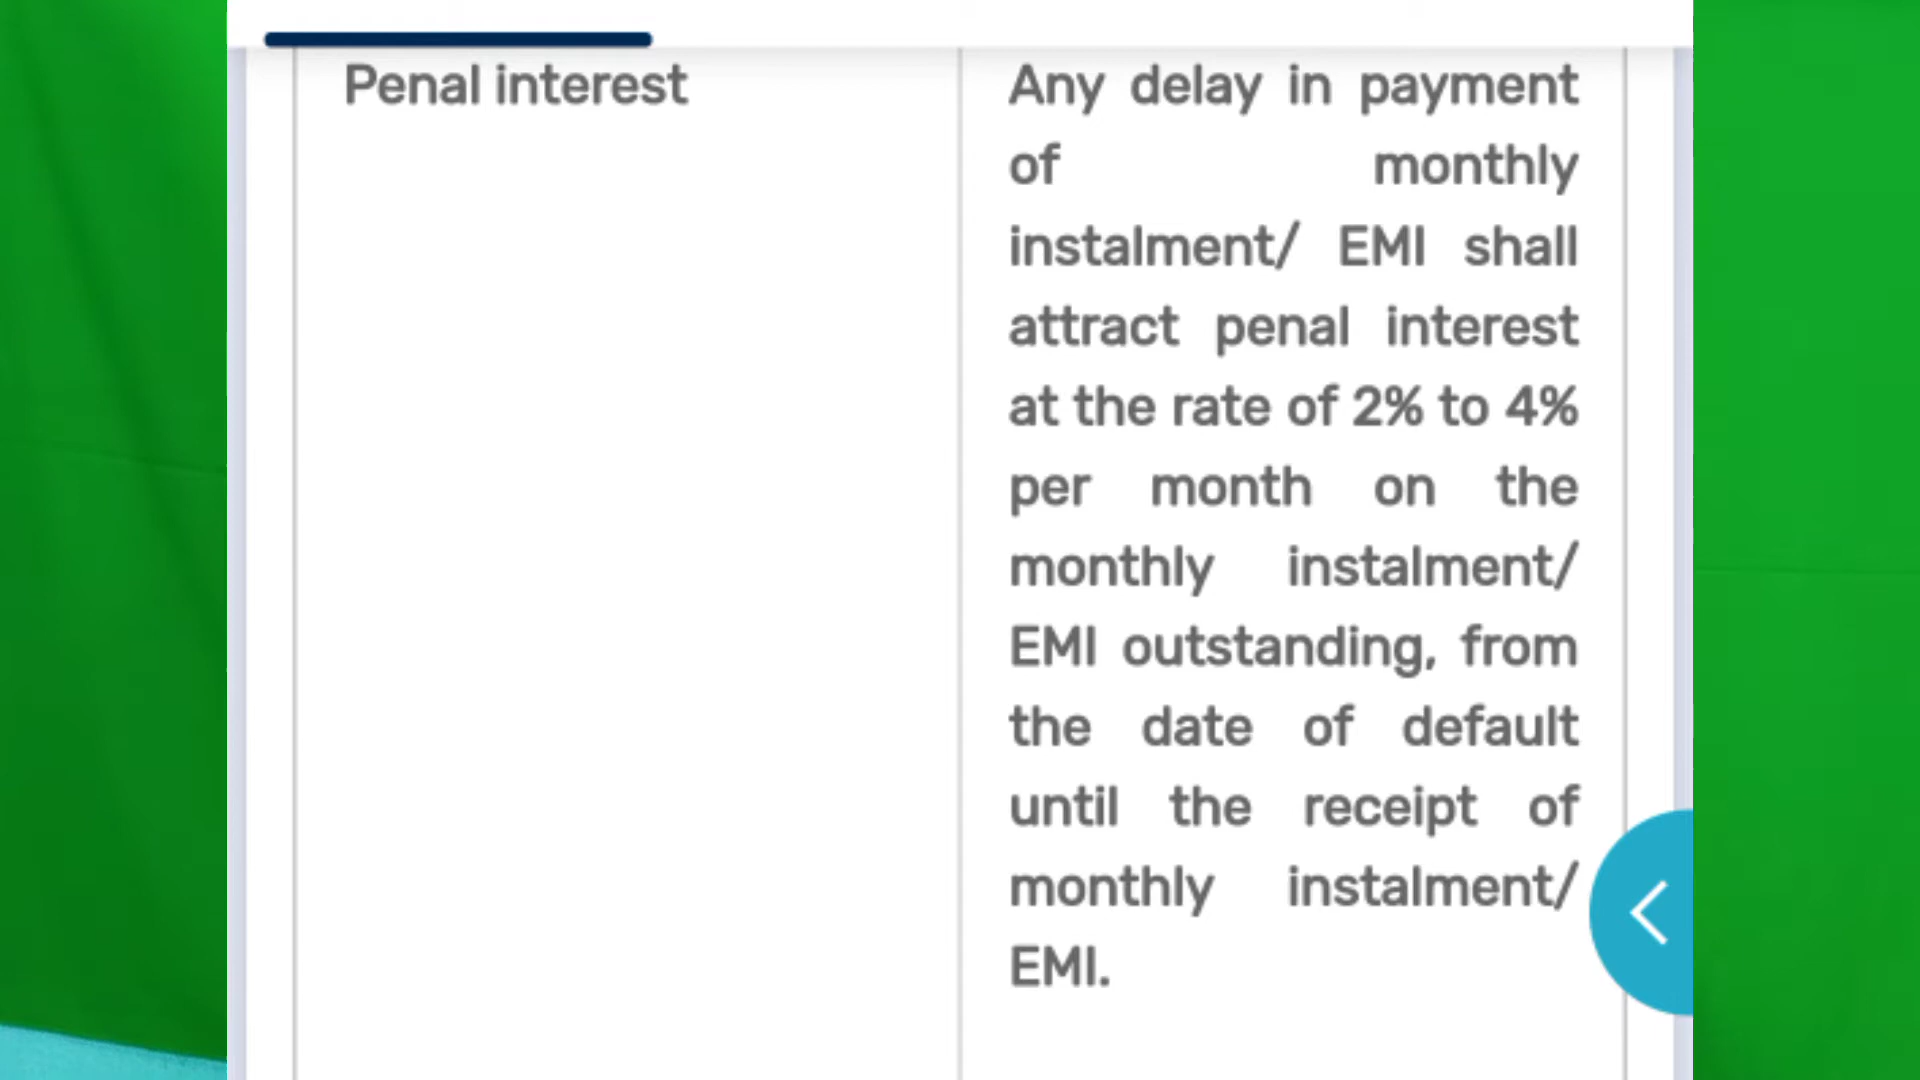 Penal interest
Any delay in payment
of monthly
instalment/ EMI shall
attract penal interest
at the rate of 2% to 4%
per month on the
monthly instalment/
EMI outstanding, from
the date of default
until the receipt of
monthly instalment/
EMI.